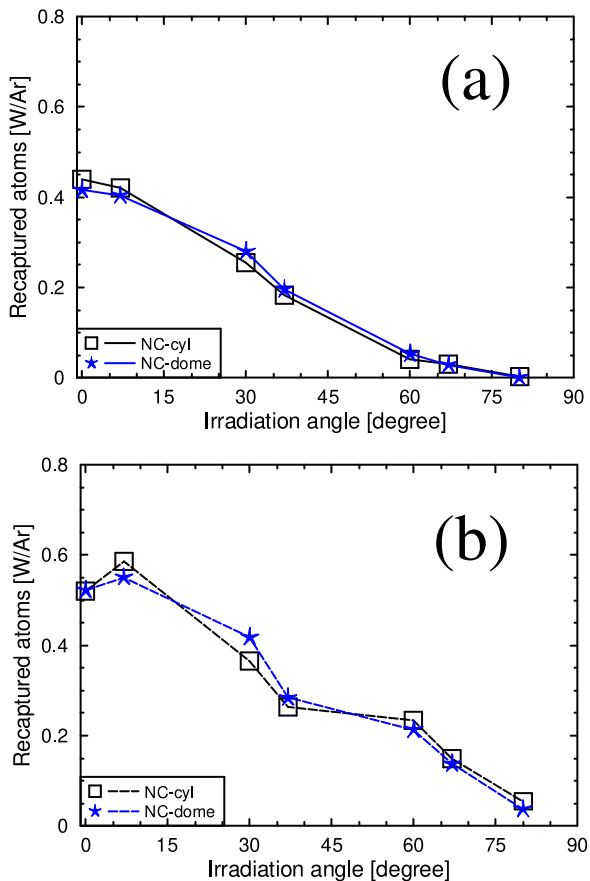 (a)
Recaptured atoms [W/Ar]
0.8
0.6
0.4
0.2
0
NC-cyl
NC-dome
0 15 30 45 60 75 90
Irradiation angle [degree]
(b)
Recaptured atoms [W/Ar]
0.8
0.6
0.4
0.2
0
NC-cyl
NC-dome
0 15 30 45 60 75 90
Irradiation angle [degree]